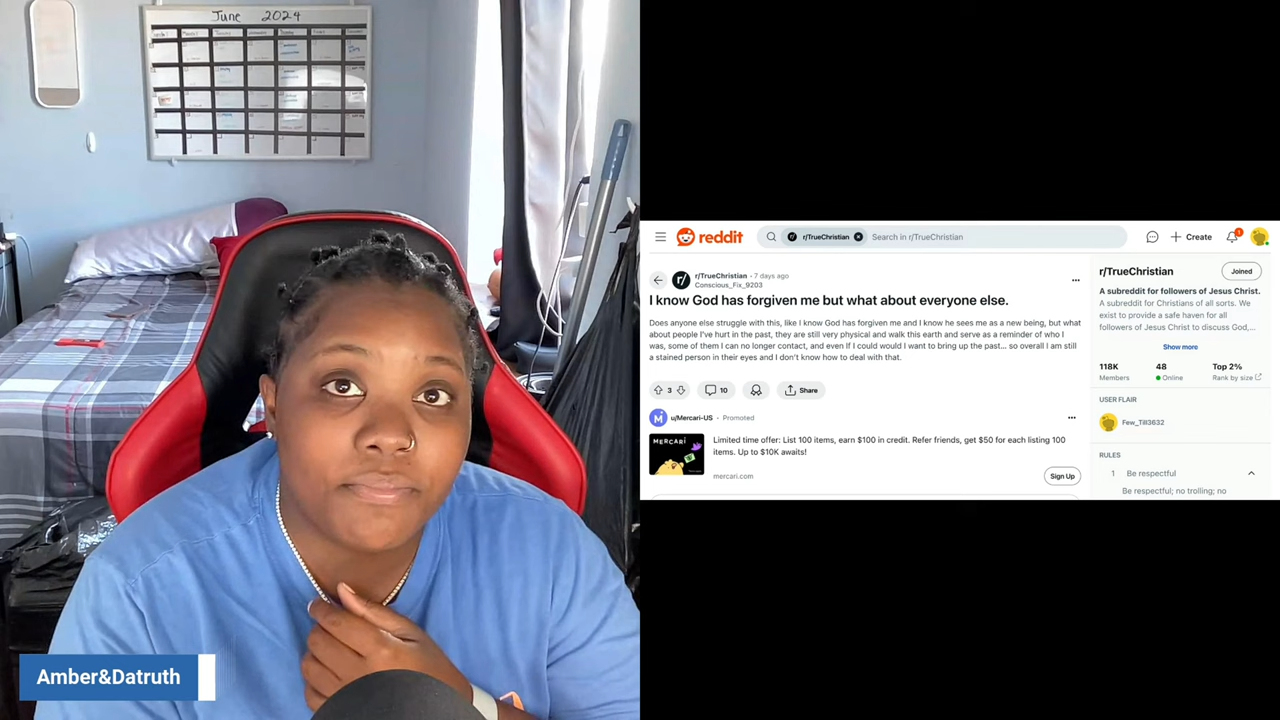 June 2024
Amber&Datruth
reddit
r/TrueChristian
Search in r/TrueChristian
Create
r/TrueChristian · 7 days ago
Conscious_Fix_9203
I know God has forgiven me but what about everyone else.
Does anyone else struggle with this, like I know God has forgiven me and I know he sees me as a new being, but what
about people I've hurt in the past, they are still very physical and walk this earth and serve as a reminder of who I
was, some of them I can no longer contact, and even If I could would I want to bring up the past... so overall I am still
a stained person in their eyes and I don't know how to deal with that.
3
10
Share
u/Mercari-US · Promoted
MERCARI
Limited time offer: List 100 items, earn $100 in credit. Refer friends, get $50 for each listing 100
items. Up to $10K awaits!
mercari.com
Sign Up
r/TrueChristian
Joined
A subreddit for followers of Jesus Christ.
A subreddit for Christians of all sorts. We
exist to provide a safe haven for all
followers of Jesus Christ to discuss God,...
Show more
118K 48 Top 2%
Members Online Rank by size
USER FLAIR
Few_Till3632
RULES
1 Be respectful
Be respectful; no trolling; no